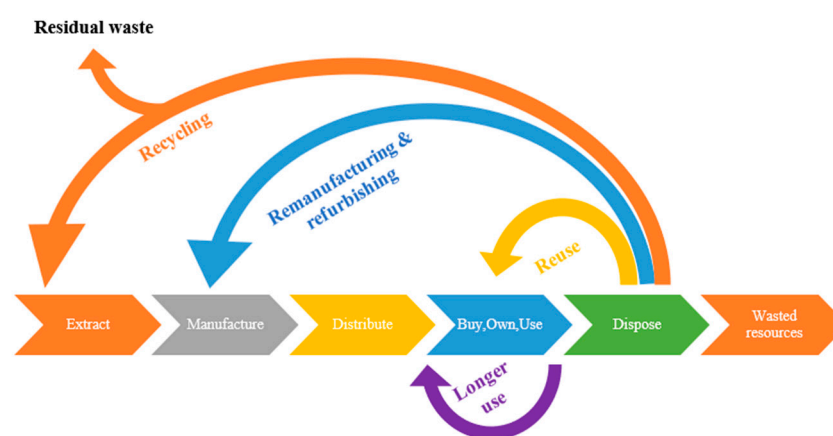 Residual waste
Recycling
Remanufacturing &
refurbishing
Reuse
Extract
Manufacture
Distribute
Buy,Own,Use
Dispose
Wasted
resources
Longer
use